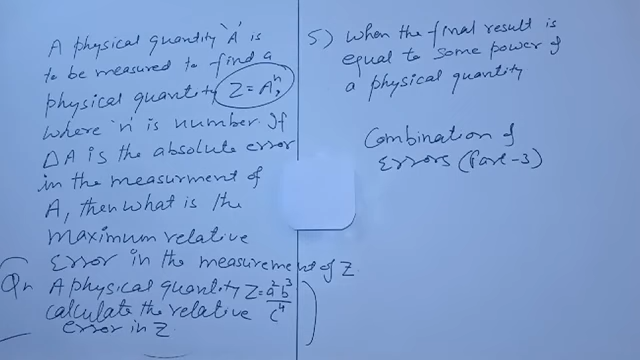 A physical quantity 'A' is
to be measured to find a
physical quantity Z = Aⁿ,
where 'n' is number. If
ΔA is the absolute error
in the measurment of
A, then what is the
maximum relative
error in the measurement of Z
Qn A physical quantity Z = a²b³/c⁴
calculate the relative
error in Z.
5) When the final result is
equal to some power of
a physical quantity
Combination of
Errors (Part-3)